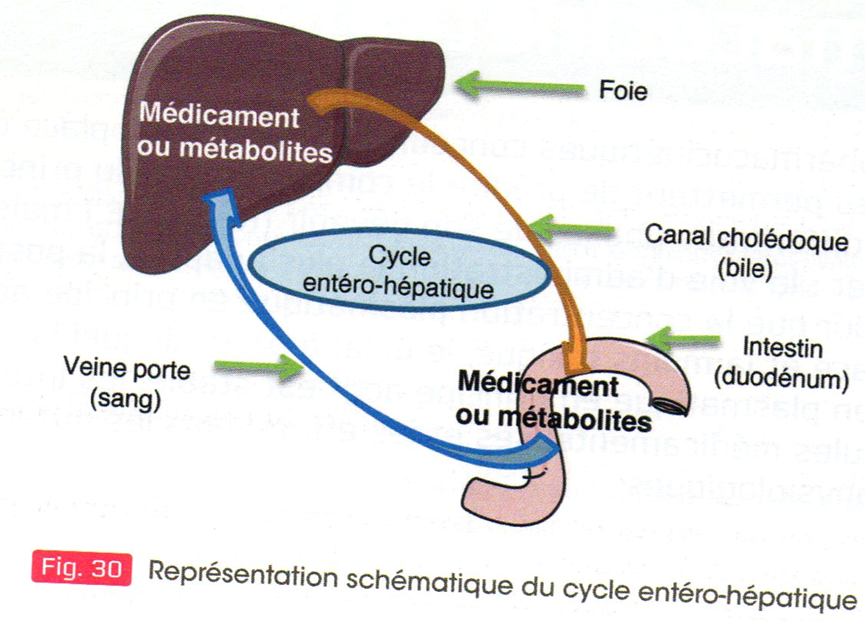 Foie
Médicament
ou métabolites
Canal cholédoque
(bile)
Cycle
entéro-hépatique
Intestin
(duodénum)
Veine porte
(sang)
Médicament
ou métabolites
Fig. 30 Représentation schématique du cycle entéro-hépatique